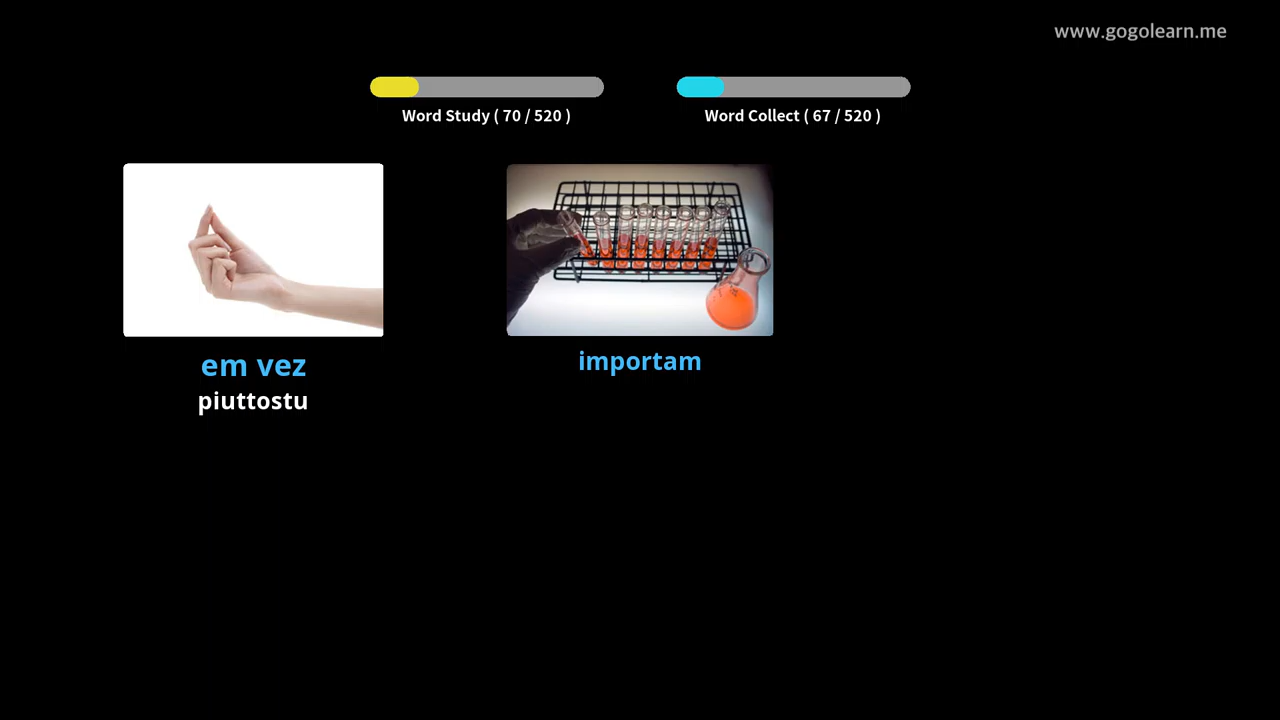 www.gogolearn.me
Word Study ( 70 / 520 )
Word Collect ( 67 / 520 )
em vez
piuttostu
importam